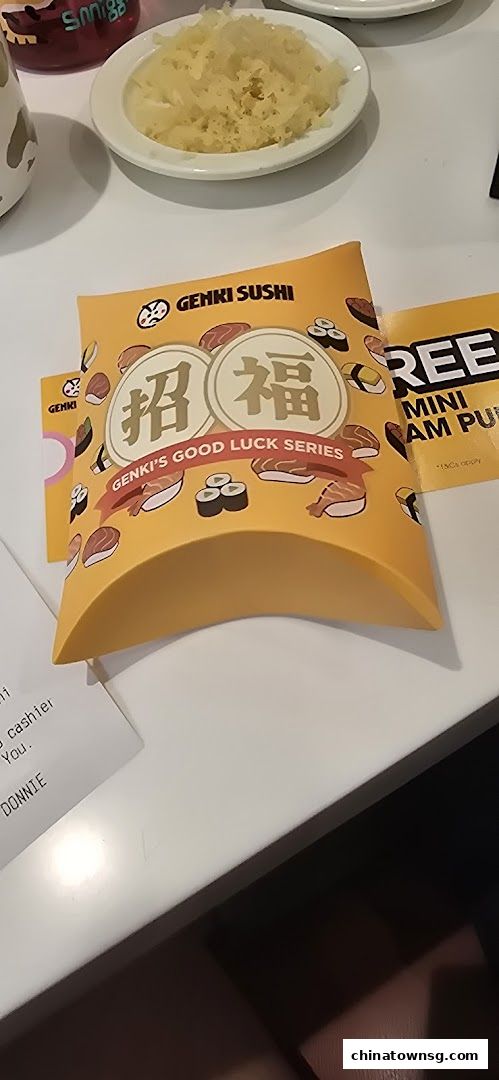 Snnigg
GENKI SUSHI
招 福
GENKI'S GOOD LUCK SERIES
GENKI
REE
MINI
AM PU
*T&Cs apply
cashier
You.
DONNIE
chinatownsg.com